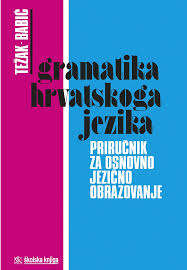 TEŽAK·BABIĆ
gramatika
hrvatskoga
jezika
PRIRUČNIK
ZA OSNOVNO
JEZIČNO
OBRAZOVANJE
školska knjiga